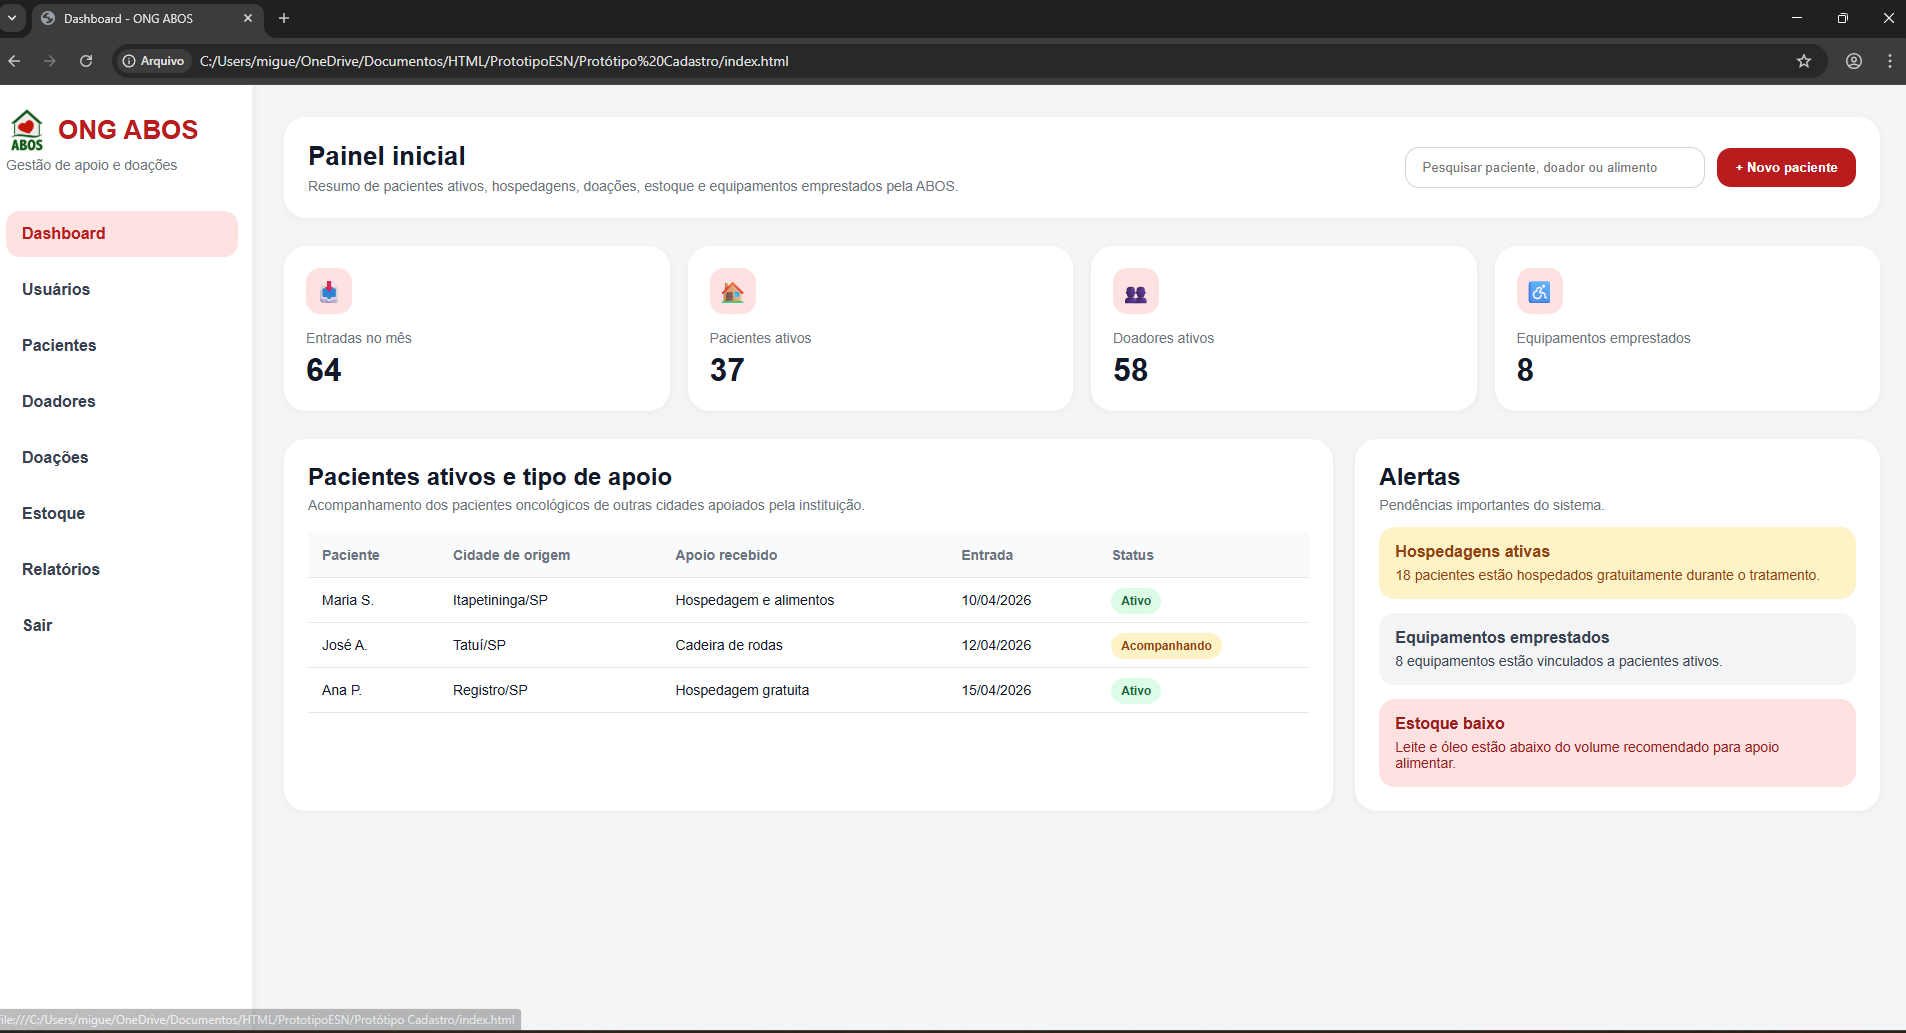 Dashboard - ONG ABOS
Arquivo
C:/Users/migue/OneDrive/Documentos/HTML/PrototipoESN/Protótipo%20Cadastro/index.html
ABOS
ONG ABOS
Gestão de apoio e doações
Dashboard
Usuários
Pacientes
Doadores
Doações
Estoque
Relatórios
Sair
Painel inicial
Resumo de pacientes ativos, hospedagens, doações, estoque e equipamentos emprestados pela ABOS.
Pesquisar paciente, doador ou alimento
+ Novo paciente
Entradas no mês
64
Pacientes ativos
37
Doadores ativos
58
Equipamentos emprestados
8
Pacientes ativos e tipo de apoio
Acompanhamento dos pacientes oncológicos de outras cidades apoiados pela instituição.
Paciente Cidade de origem Apoio recebido Entrada Status
Maria S. Itapetininga/SP Hospedagem e alimentos 10/04/2026 Ativo
José A. Tatuí/SP Cadeira de rodas 12/04/2026 Acompanhando
Ana P. Registro/SP Hospedagem gratuita 15/04/2026 Ativo
Alertas
Pendências importantes do sistema.
Hospedagens ativas
18 pacientes estão hospedados gratuitamente durante o tratamento.
Equipamentos emprestados
8 equipamentos estão vinculados a pacientes ativos.
Estoque baixo
Leite e óleo estão abaixo do volume recomendado para apoio
alimentar.
file:///C:/Users/migue/OneDrive/Documentos/HTML/PrototipoESN/Protótipo Cadastro/index.html